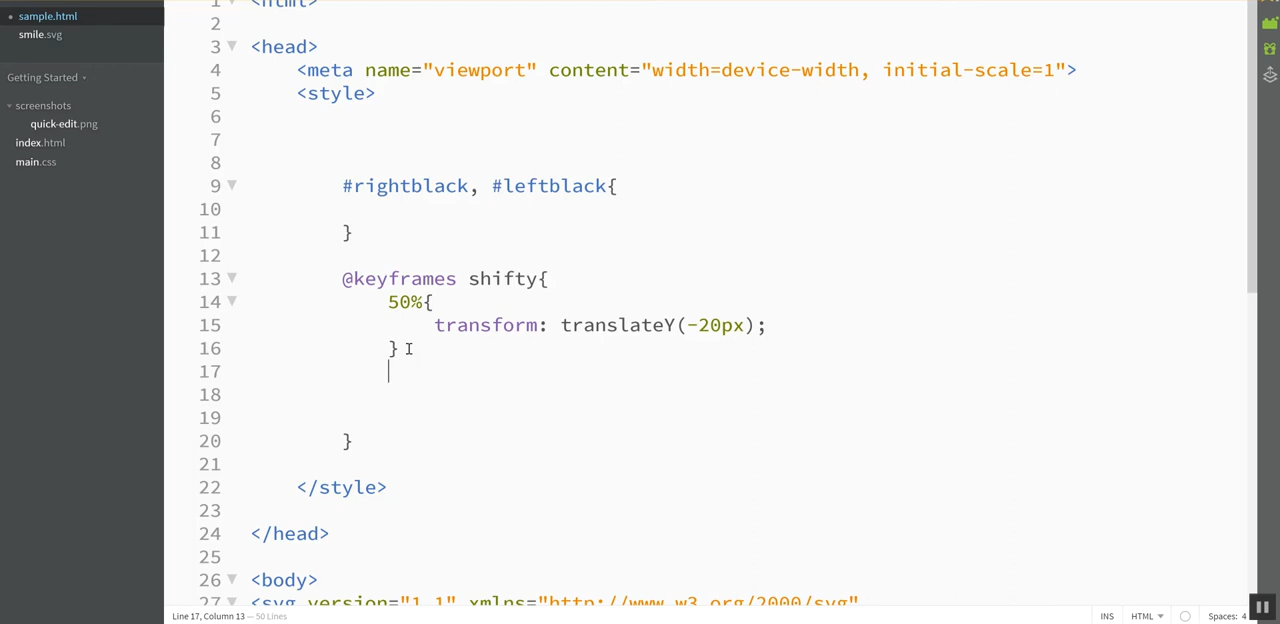 sample.html
smile.svg
Getting Started
screenshots
quick-edit.png
index.html
main.css
1 <html>
2
3 <head>
4 <meta name="viewport" content="width=device-width, initial-scale=1">
5 <style>
6
7
8
9 #rightblack, #leftblack{
10
11 }
12
13 @keyframes shifty{
14 50%{
15 transform: translateY(-20px);
16 }
17
18
19
20 }
21
22 </style>
23
24 </head>
25
26 <body>
27 <svg version="1.1" xmlns="http://www.w3.org/2000/svg"
Line 17, Column 13 — 50 Lines
INS HTML Spaces: 4